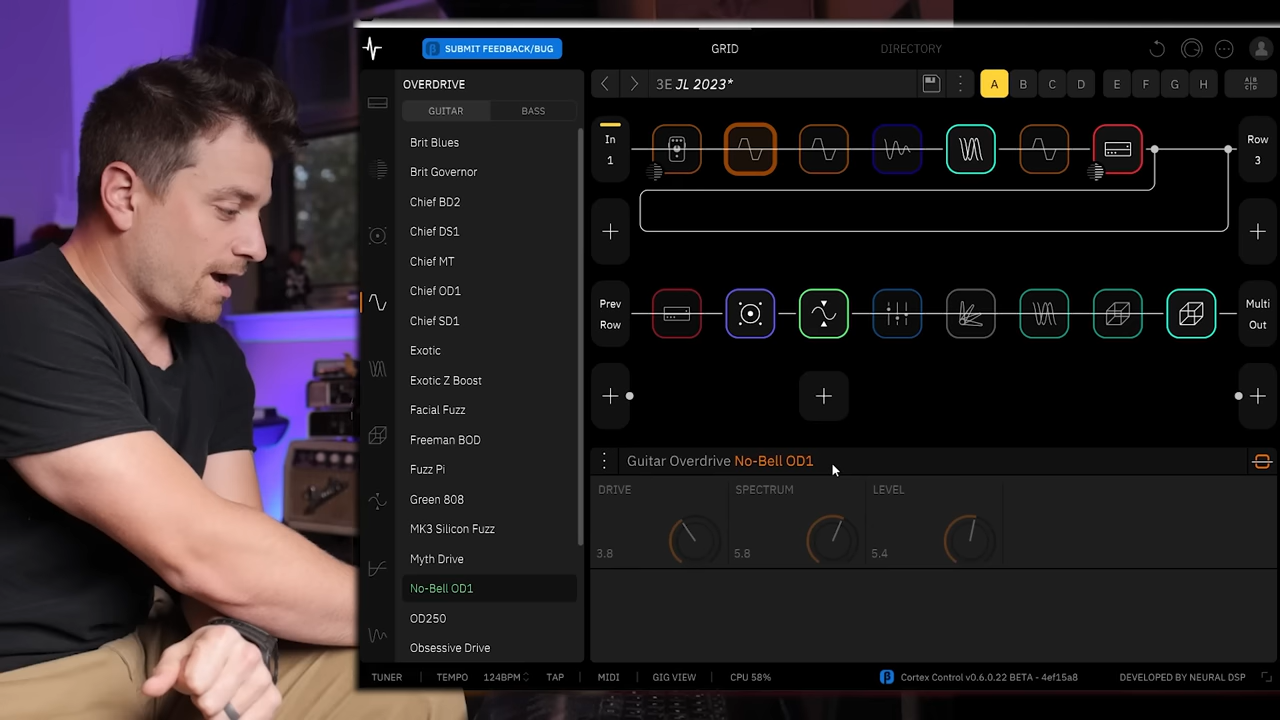 SUBMIT FEEDBACK/BUG
GRID
DIRECTORY
OVERDRIVE
GUITAR
BASS
Brit Blues
Brit Governor
Chief BD2
Chief DS1
Chief MT
Chief OD1
Chief SD1
Exotic
Exotic Z Boost
Facial Fuzz
Freeman BOD
Fuzz Pi
Green 808
MK3 Silicon Fuzz
Myth Drive
No-Bell OD1
OD250
Obsessive Drive
3E JL 2023*
A
B
C
D
E
F
G
H
In
1
Row
3
Prev
Row
Multi
Out
Guitar Overdrive No-Bell OD1
DRIVE
SPECTRUM
LEVEL
3.8
5.8
5.4
TUNER
TEMPO
124BPM
TAP
MIDI
GIG VIEW
CPU 58%
Cortex Control v0.6.0.22 BETA - 4ef15a8
DEVELOPED BY NEURAL DSP